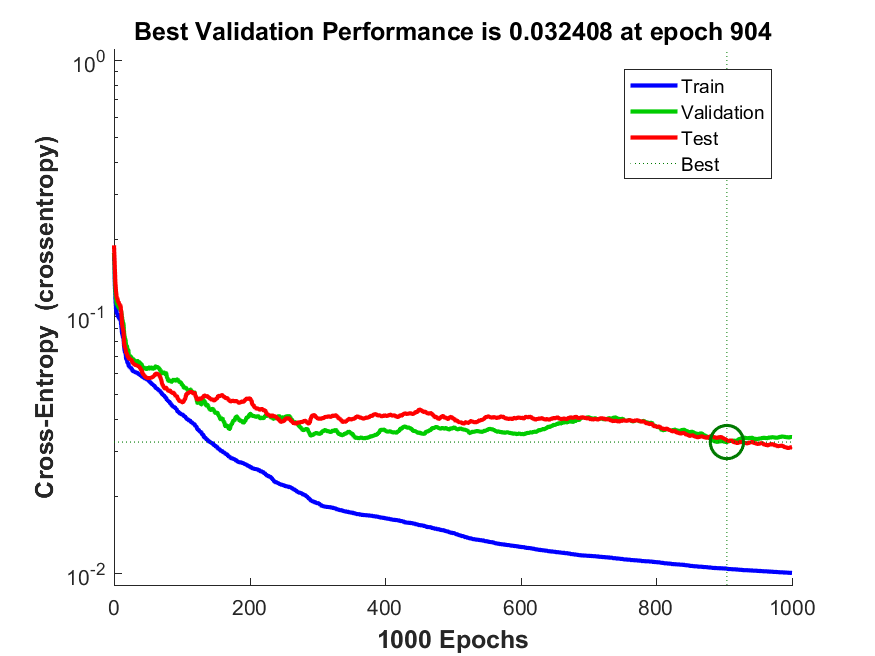 Best Validation Performance is 0.032408 at epoch 904
10^0
10^-1
10^-2
Cross-Entropy (crossentropy)
Train
Validation
Test
Best
0 200 400 600 800 1000
1000 Epochs